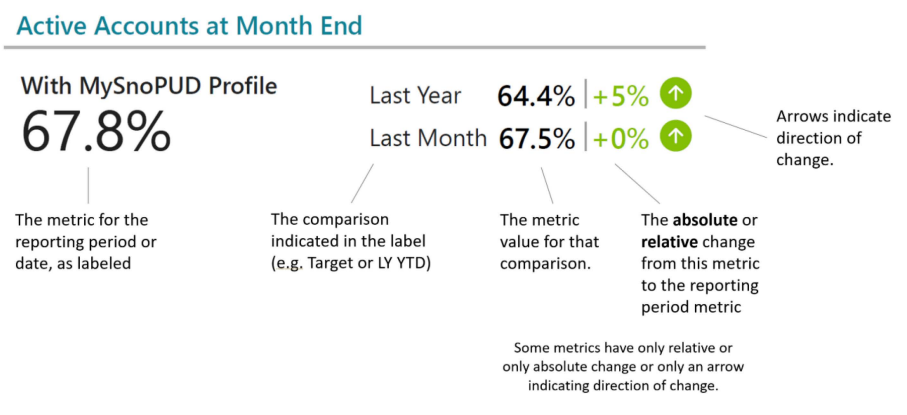 Active Accounts at Month End
With MySnoPUD Profile
67.8%
Last Year 64.4% +5%
Last Month 67.5% +0%
Arrows indicate
direction of
change.
The metric for the
reporting period or
date, as labeled
The comparison
indicated in the label
(e.g. Target or LY YTD)
The metric
value for that
comparison.
The absolute or
relative change
from this metric
to the reporting
period metric
Some metrics have only relative or
only absolute change or only an arrow
indicating direction of change.